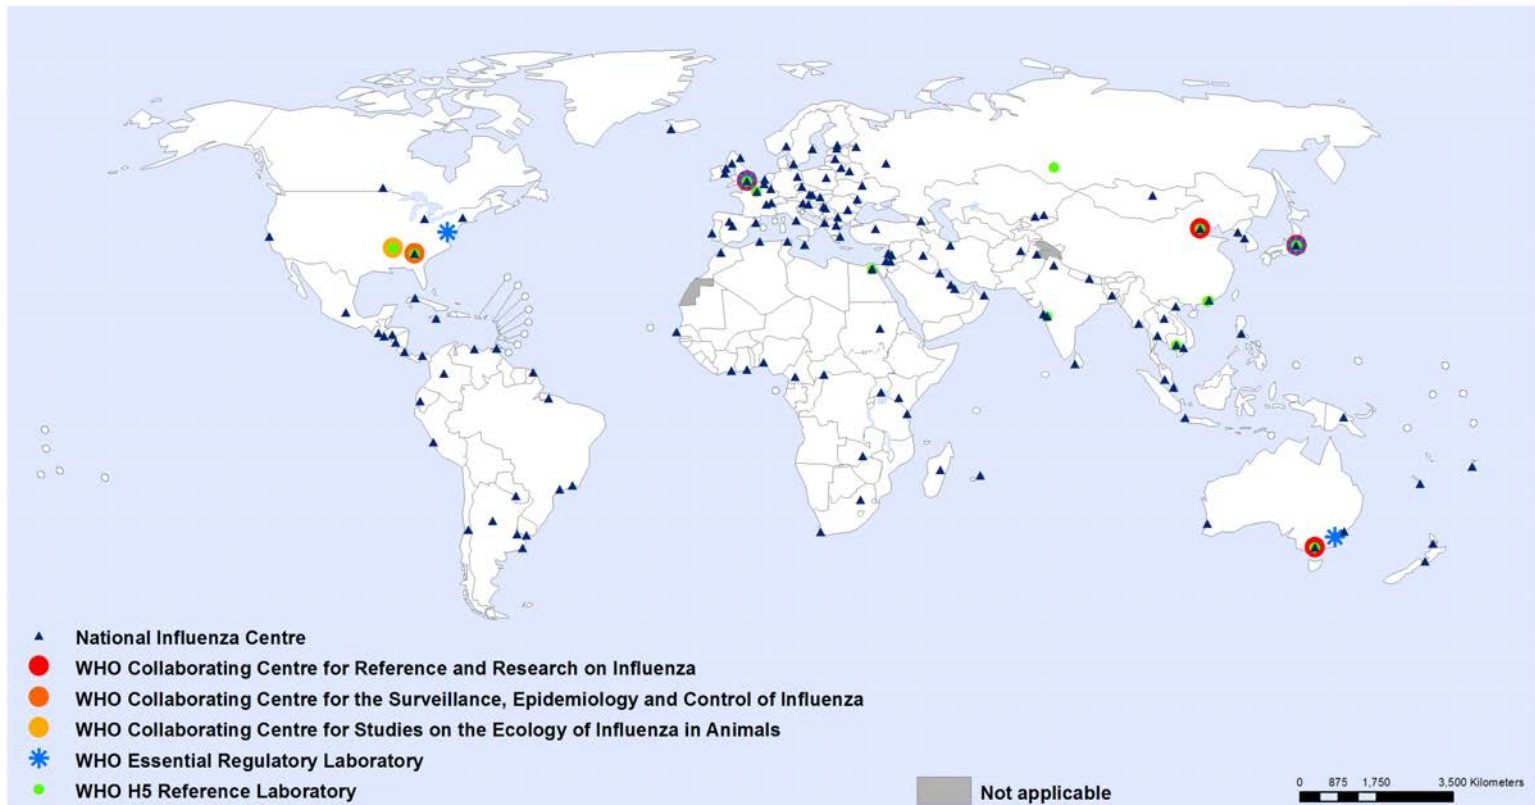 National Influenza Centre
WHO Collaborating Centre for Reference and Research on Influenza
WHO Collaborating Centre for the Surveillance, Epidemiology and Control of Influenza
WHO Collaborating Centre for Studies on the Ecology of Influenza in Animals
WHO Essential Regulatory Laboratory
WHO H5 Reference Laboratory
Not applicable
0 875 1,750 3,500 Kilometers